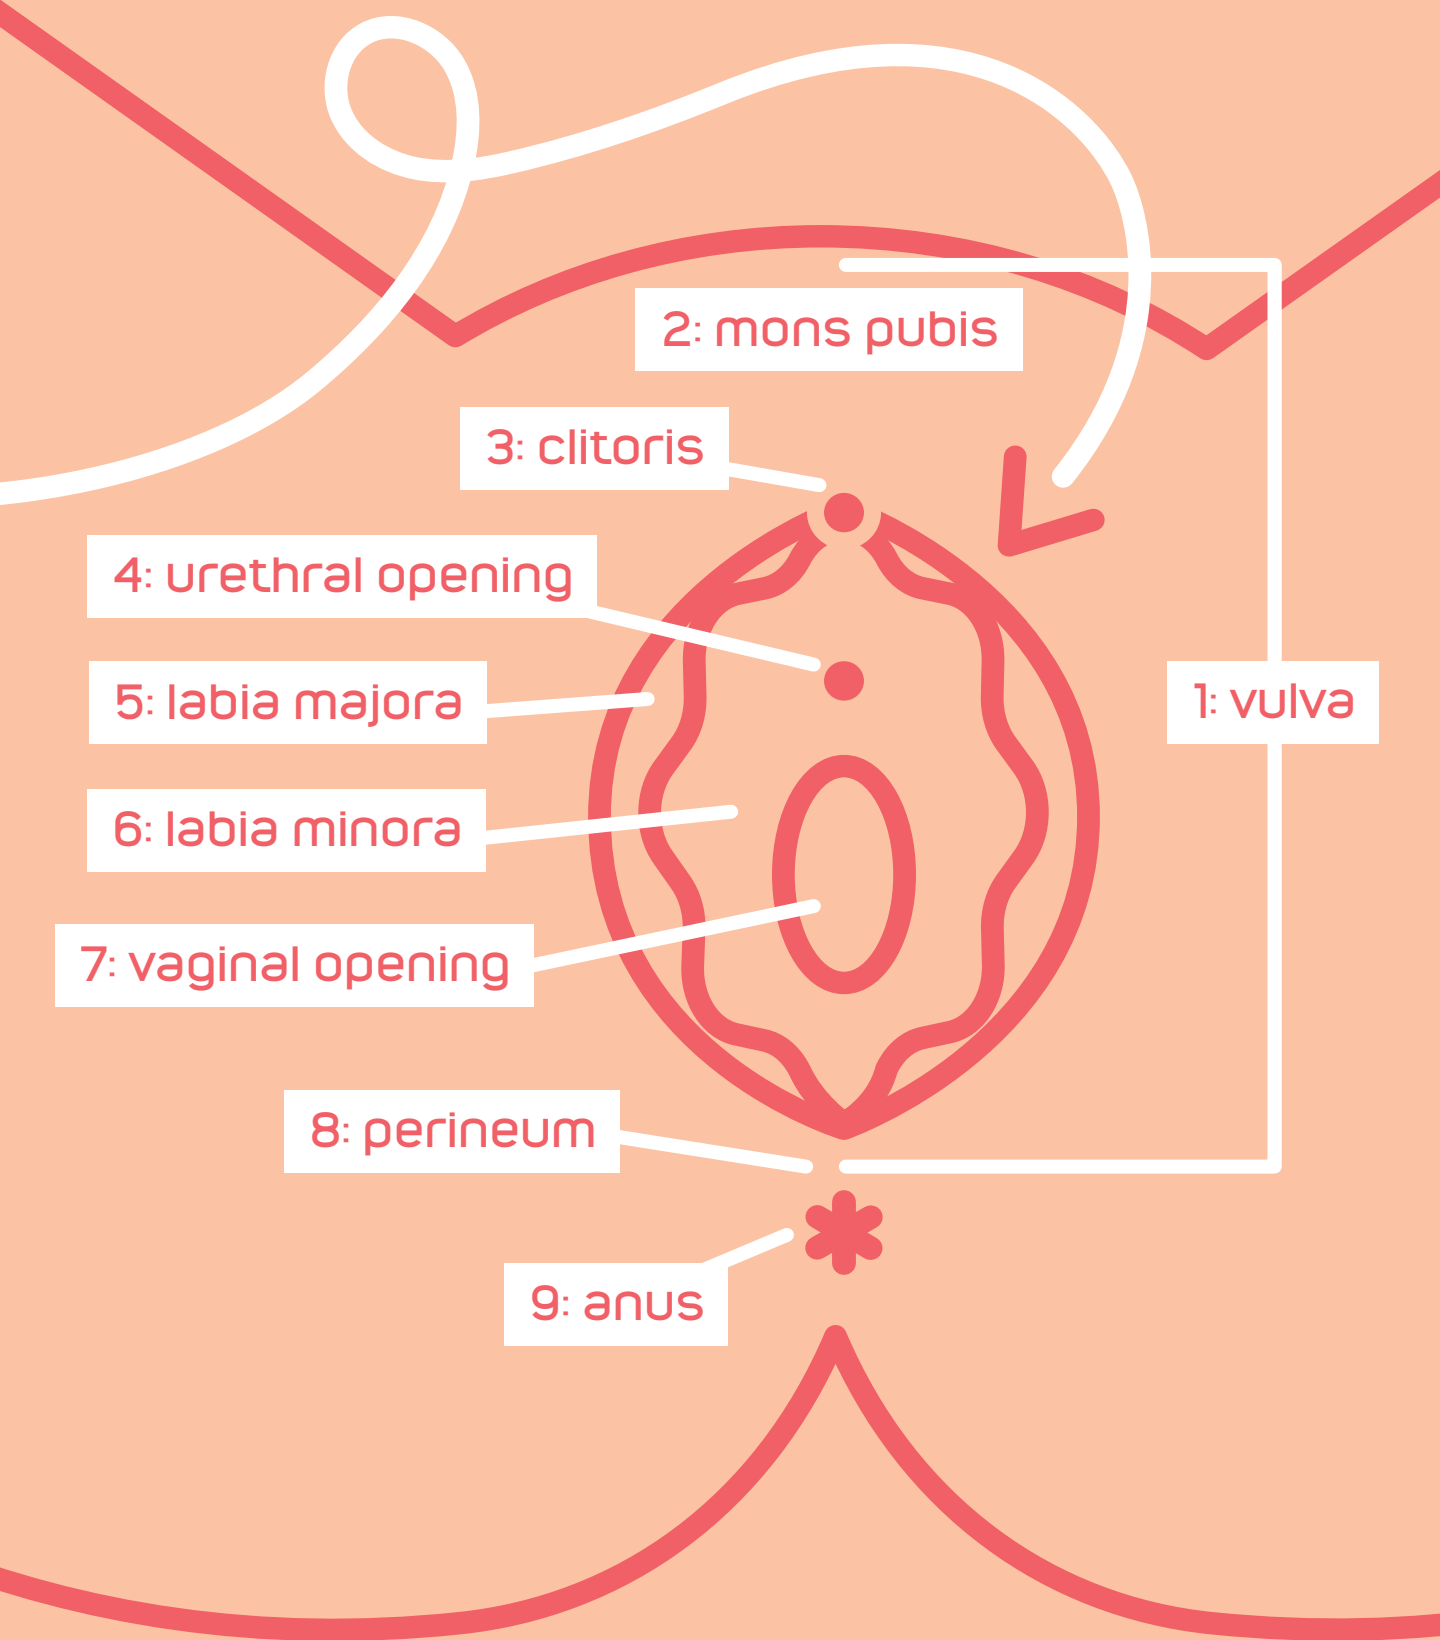 2: mons pubis
3: clitoris
4: urethral opening
5: labia majora
1: vulva
6: labia minora
7: vaginal opening
8: perineum
9: anus